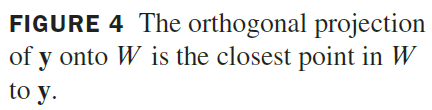 FIGURE 4 The orthogonal projection
of y onto W is the closest point in W
to y.